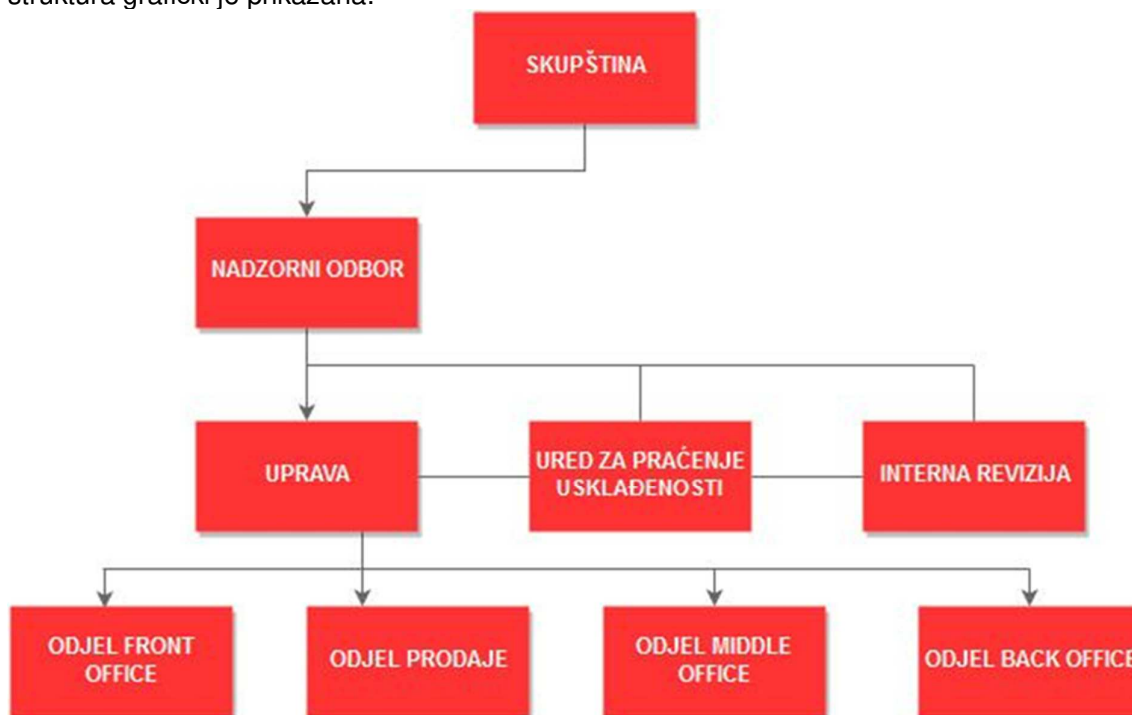 struktura grafički je prikazana:
SKUPŠTINA
NADZORNI ODBOR
UPRAVA
URED ZA PRAČENJE
USKLAĐENOSTI
INTERNA REVIZIJA
ODJEL FRONT
OFFICE
ODJEL PRODAJE
ODJEL MIDDLE
OFFICE
ODJEL BACK OFFICE